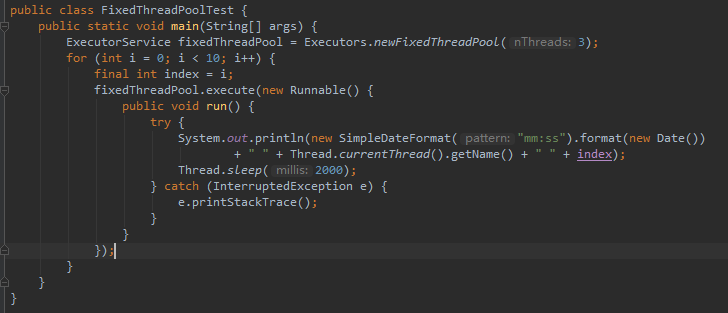 public class FixedThreadPoolTest {
    public static void main(String[] args) {
        ExecutorService fixedThreadPool = Executors.newFixedThreadPool( nThreads: 3);
        for (int i = 0; i < 10; i++) {
            final int index = i;
            fixedThreadPool.execute(new Runnable() {
                public void run() {
                    try {
                        System.out.println(new SimpleDateFormat( pattern: "mm:ss").format(new Date())
                                + " " + Thread.currentThread().getName() + " " + index);
                        Thread.sleep( millis: 2000);
                    } catch (InterruptedException e) {
                        e.printStackTrace();
                    }
                }
            });
        }
    }
}